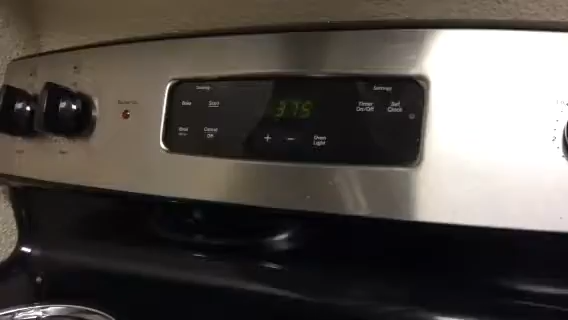 Bake
Start
375
Timer
On/Off
Set
Clock
Broil
Cancel
Off
+
−
Oven
Light